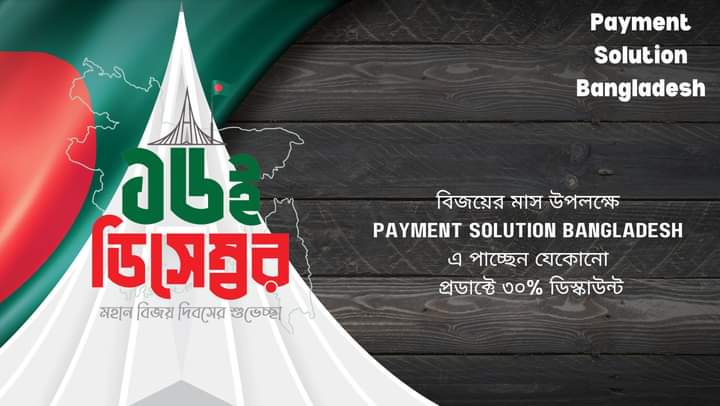 Payment
Solution
Bangladesh
১৬ই
ডিসেম্বর
মহান বিজয় দিবসের শুভেচ্ছা
বিজয়ের মাস উপলক্ষে
PAYMENT SOLUTION BANGLADESH
এ পাচ্ছেন যেকোনো
প্রডাক্টে ৩০% ডিস্কাউন্ট